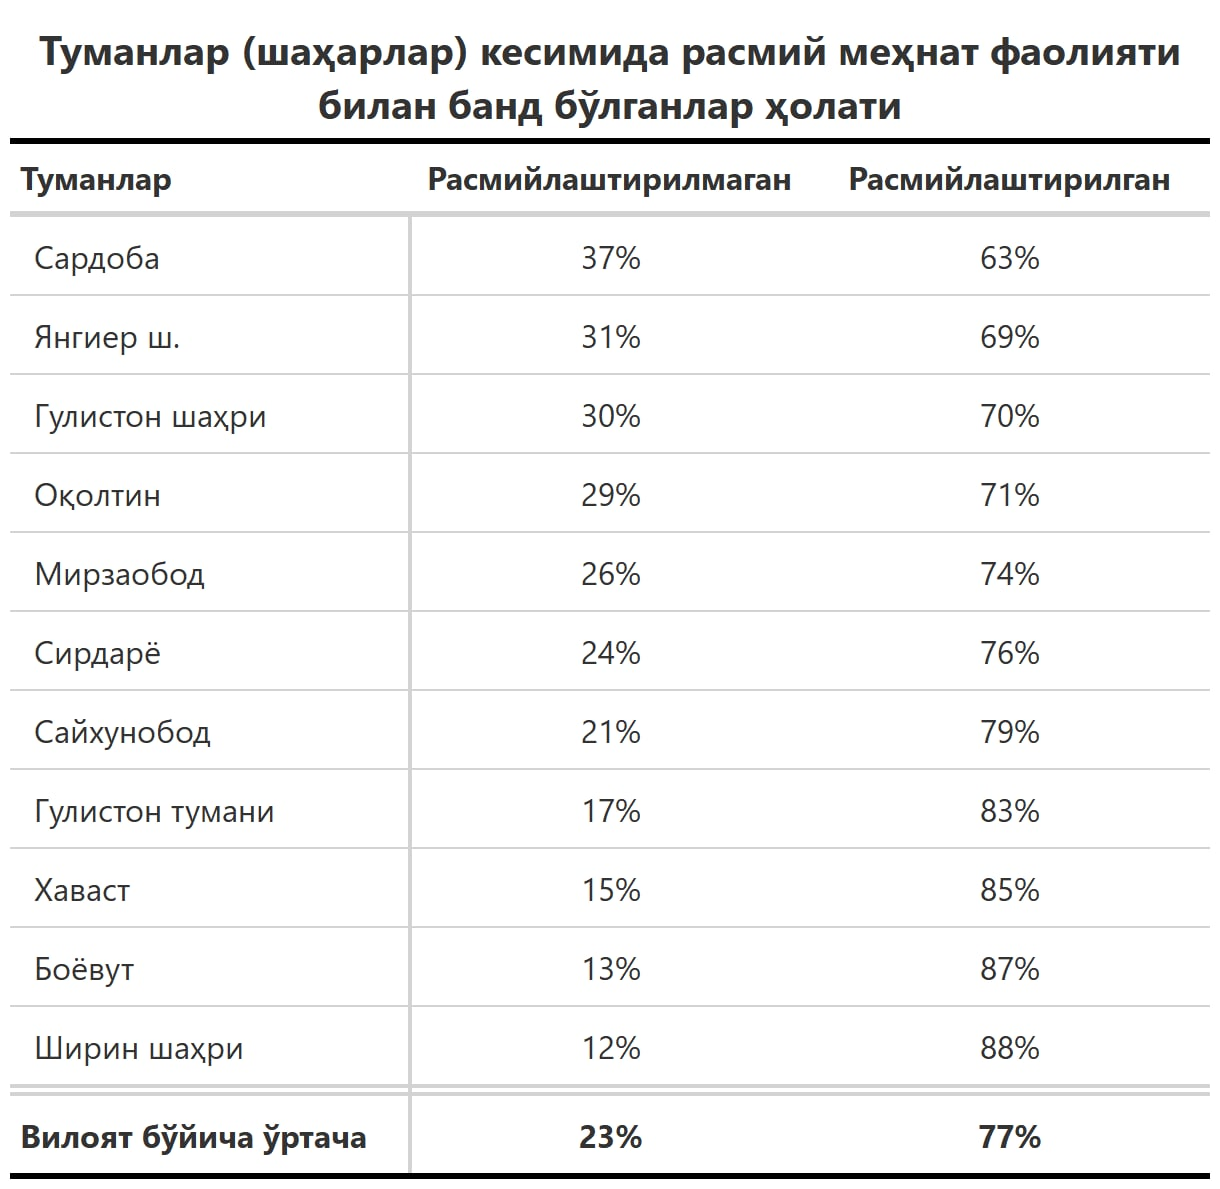 Туманлар (шаҳарлар) кесимида расмий меҳнат фаолияти
билан банд бўлганлар ҳолати
Туманлар Расмийлаштирилмаган Расмийлаштирилган
Сардоба 37% 63%
Янгиер ш. 31% 69%
Гулистон шаҳри 30% 70%
Оқолтин 29% 71%
Мирзаобод 26% 74%
Сирдарё 24% 76%
Сайхунобод 21% 79%
Гулистон тумани 17% 83%
Хаваст 15% 85%
Боёвут 13% 87%
Ширин шаҳри 12% 88%
Вилоят бўйича ўртача 23% 77%